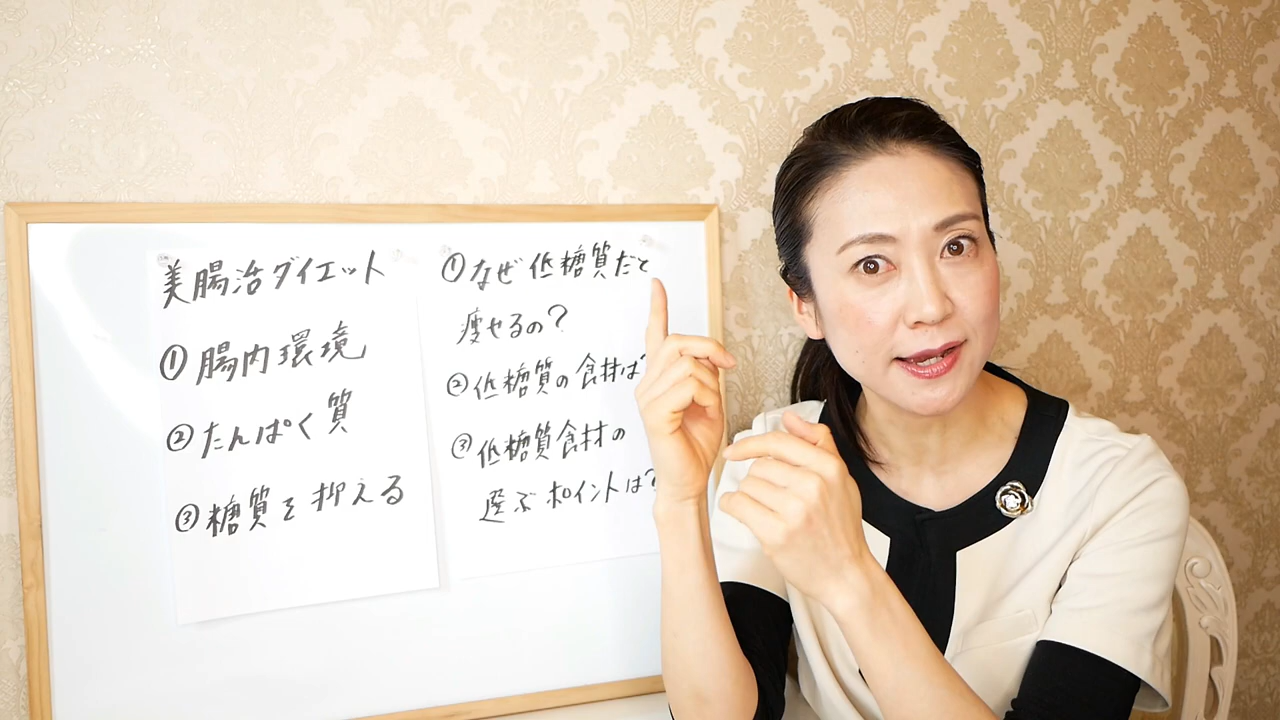 美腸治ダイエット
①腸内環境
②たんぱく質
③糖質を抑える
①なぜ低糖質だと
痩せるの？
②低糖質の食材は？
③低糖質食材の
選ぶポイントは？